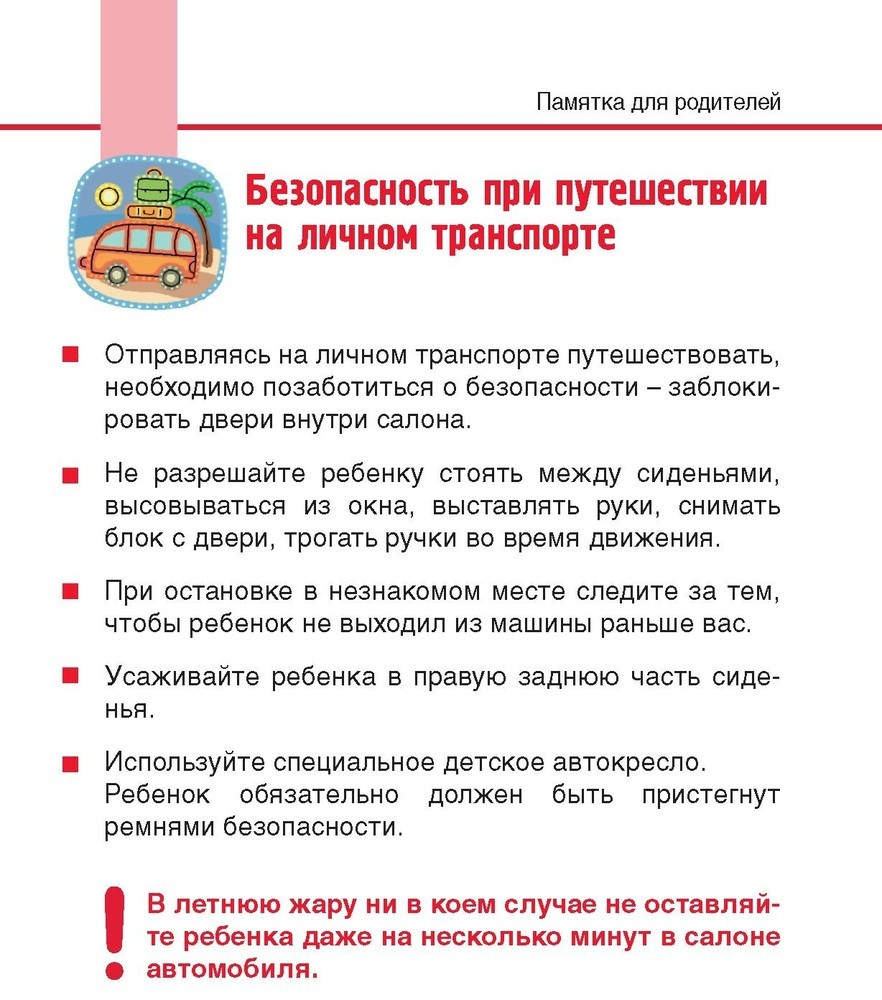 Памятка для родителей
Безопасность при путешествии
на личном транспорте
Отправляясь на личном транспорте путешествовать,
необходимо позаботиться о безопасности – заблоки-
ровать двери внутри салона.
Не разрешайте ребенку стоять между сиденьями,
высовываться из окна, выставлять руки, снимать
блок с двери, трогать ручки во время движения.
При остановке в незнакомом месте следите за тем,
чтобы ребенок не выходил из машины раньше вас.
Усаживайте ребенка в правую заднюю часть сиде-
нья.
Используйте специальное детское автокресло.
Ребенок обязательно должен быть пристегнут
ремнями безопасности.
В летнюю жару ни в коем случае не оставляй-
те ребенка даже на несколько минут в салоне
автомобиля.